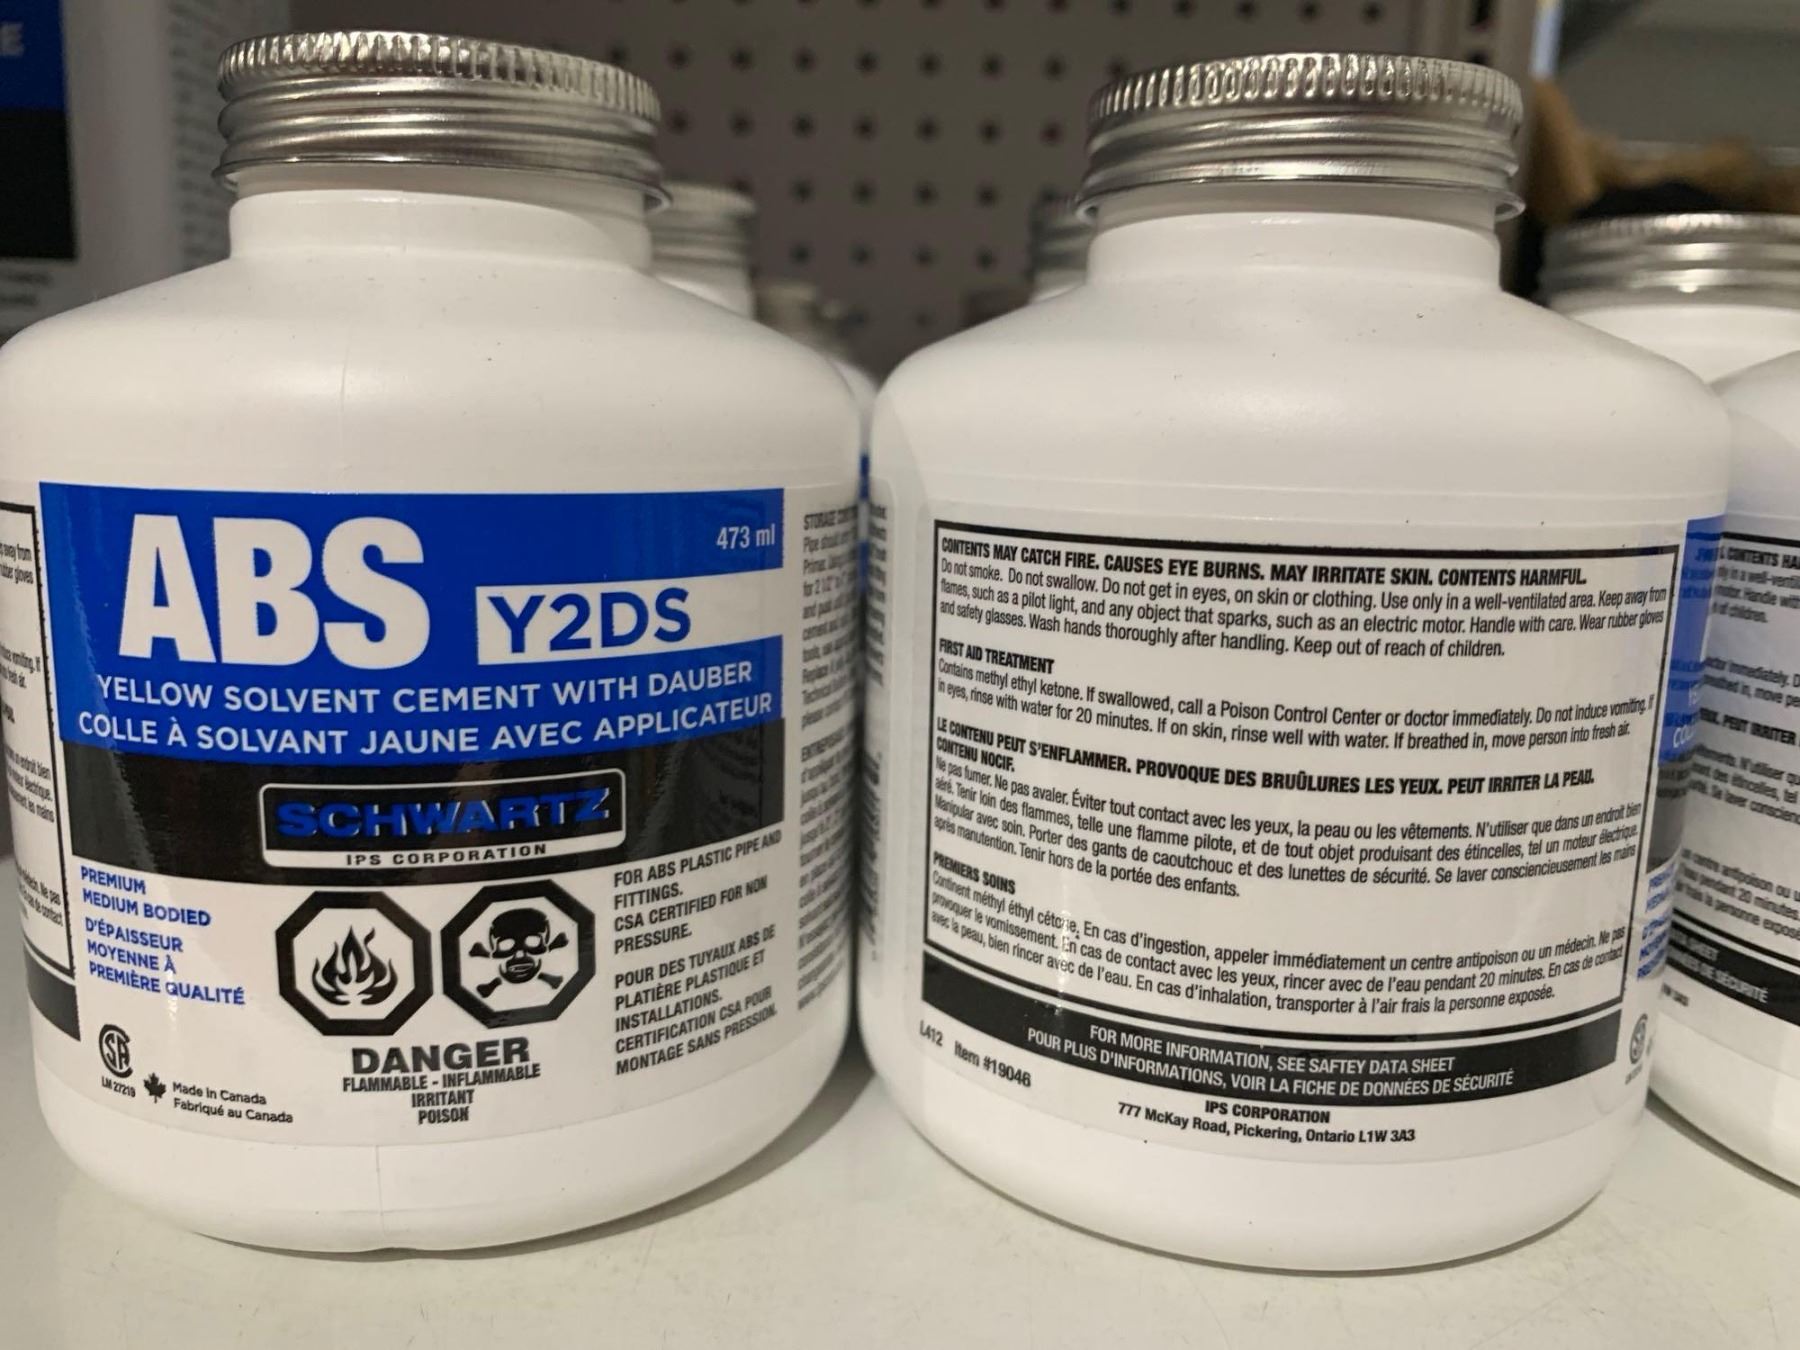 ABS
473 ml
Y2DS
YELLOW SOLVENT CEMENT WITH DAUBER
COLLE À SOLVANT JAUNE AVEC APPLICATEUR
SCHWARTZ
IPS CORPORATION
PREMIUM
MEDIUM BODIED
D'ÉPAISSEUR
MOYENNE À
PREMIÈRE QUALITÉ
FOR ABS PLASTIC PIPE AND
FITTINGS.
CSA CERTIFIED FOR NON
PRESSURE.
POUR DES TUYAUX ABS DE
PLATIÈRE PLASTIQUE ET
INSTALLATIONS.
CERTIFICATION CSA POUR
MONTAGE SANS PRESSION.
LM 27219
Made in Canada
Fabriqué au Canada
DANGER
FLAMMABLE - INFLAMMABLE
IRRITANT
POISON
CONTENTS MAY CATCH FIRE. CAUSES EYE BURNS. MAY IRRITATE SKIN. CONTENTS HARMFUL.
Do not smoke. Do not swallow. Do not get in eyes, on skin or clothing. Use only in a well-ventilated area. Keep away from
flames, such as a pilot light, and any object that sparks, such as an electric motor. Handle with care. Wear rubber gloves
and safety glasses. Wash hands thoroughly after handling. Keep out of reach of children.
FIRST AID TREATMENT
Contains methyl ethyl ketone. If swallowed, call a Poison Control Center or doctor immediately. Do not induce vomiting. If
in eyes, rinse with water for 20 minutes. If on skin, rinse well with water. If breathed in, move person into fresh air.
LE CONTENU PEUT S'ENFLAMMER. PROVOQUE DES BRUÛLURES LES YEUX. PEUT IRRITER LA PEAU.
CONTENU NOCIF.
Ne pas fumer. Ne pas avaler. Éviter tout contact avec les yeux, la peau ou les vêtements. N'utiliser que dans un endroit bien
aéré. Tenir loin des flammes, telle une flamme pilote, et de tout objet produisant des étincelles, tel un moteur électrique.
Manipular avec soin. Porter des gants de caoutchouc et des lunettes de sécurité. Se laver consciencieusement les mains
après manutention. Tenir hors de la portée des enfants.
PREMIERS SOINS
Continent méthyl éthyl cétone. En cas d'ingestion, appeler immédiatement un centre antipoison ou un médecin. Ne pas
provoquer le vomissement. En cas de contact avec les yeux, rincer avec de l'eau pendant 20 minutes. En cas de contact
avec la peau, bien rincer avec de l'eau. En cas d'inhalation, transporter à l'air frais la personne exposée.
FOR MORE INFORMATION, SEE SAFTEY DATA SHEET
POUR PLUS D'INFORMATIONS, VOIR LA FICHE DE DONNÉES DE SÉCURITÉ
L412 Item #19046
IPS CORPORATION
777 McKay Road, Pickering, Ontario L1W 3A3